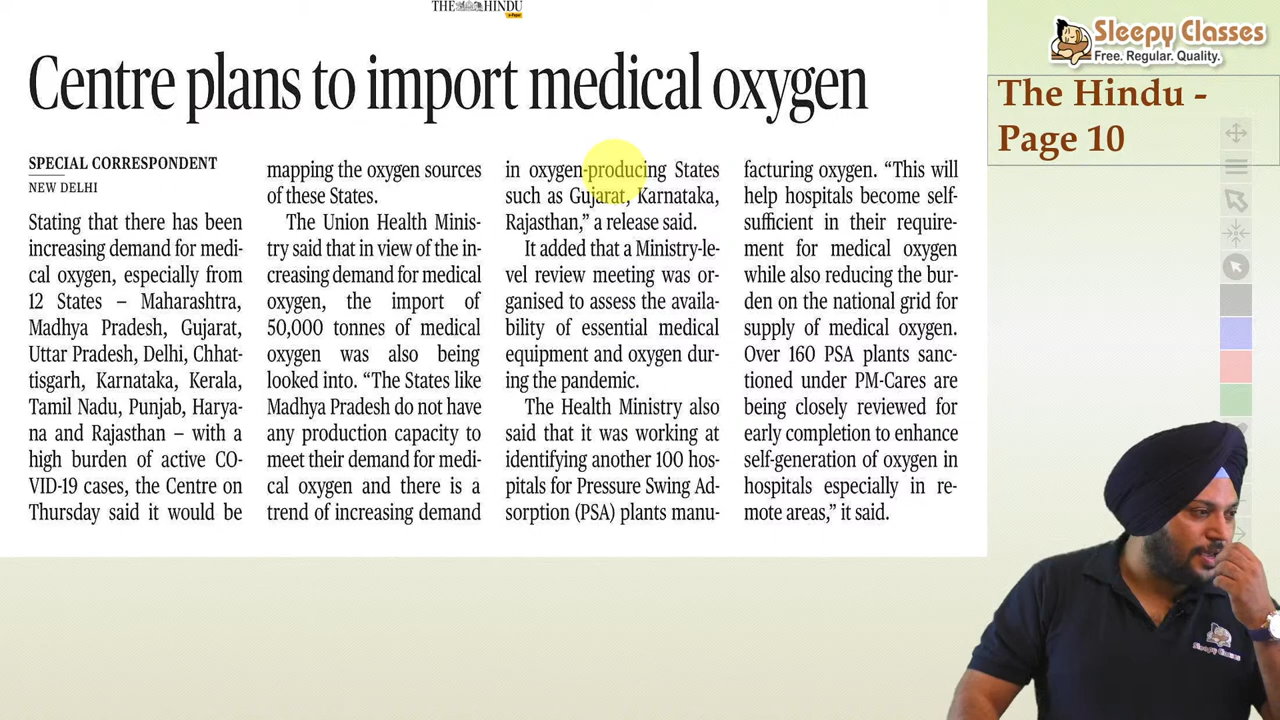 THE HINDU
e-Paper
Centre plans to import medical oxygen
SPECIAL CORRESPONDENT
NEW DELHI
Stating that there has been
increasing demand for medi-
cal oxygen, especially from
12 States – Maharashtra,
Madhya Pradesh, Gujarat,
Uttar Pradesh, Delhi, Chhat-
tisgarh, Karnataka, Kerala,
Tamil Nadu, Punjab, Harya-
na and Rajasthan – with a
high burden of active CO-
VID-19 cases, the Centre on
Thursday said it would be
mapping the oxygen sources
of these States.
The Union Health Minis-
try said that in view of the in-
creasing demand for medical
oxygen, the import of
50,000 tonnes of medical
oxygen was also being
looked into. “The States like
Madhya Pradesh do not have
any production capacity to
meet their demand for medi-
cal oxygen and there is a
trend of increasing demand
in oxygen-producing States
such as Gujarat, Karnataka,
Rajasthan,” a release said.
It added that a Ministry-le-
vel review meeting was or-
ganised to assess the availa-
bility of essential medical
equipment and oxygen dur-
ing the pandemic.
The Health Ministry also
said that it was working at
identifying another 100 hos-
pitals for Pressure Swing Ad-
sorption (PSA) plants manu-
facturing oxygen. “This will
help hospitals become self-
sufficient in their require-
ment for medical oxygen
while also reducing the bur-
den on the national grid for
supply of medical oxygen.
Over 160 PSA plants sanc-
tioned under PM-Cares are
being closely reviewed for
early completion to enhance
self-generation of oxygen in
hospitals especially in re-
mote areas,” it said.
Sleepy Classes
Free. Regular. Quality.
The Hindu -
Page 10
Sleepy Classes